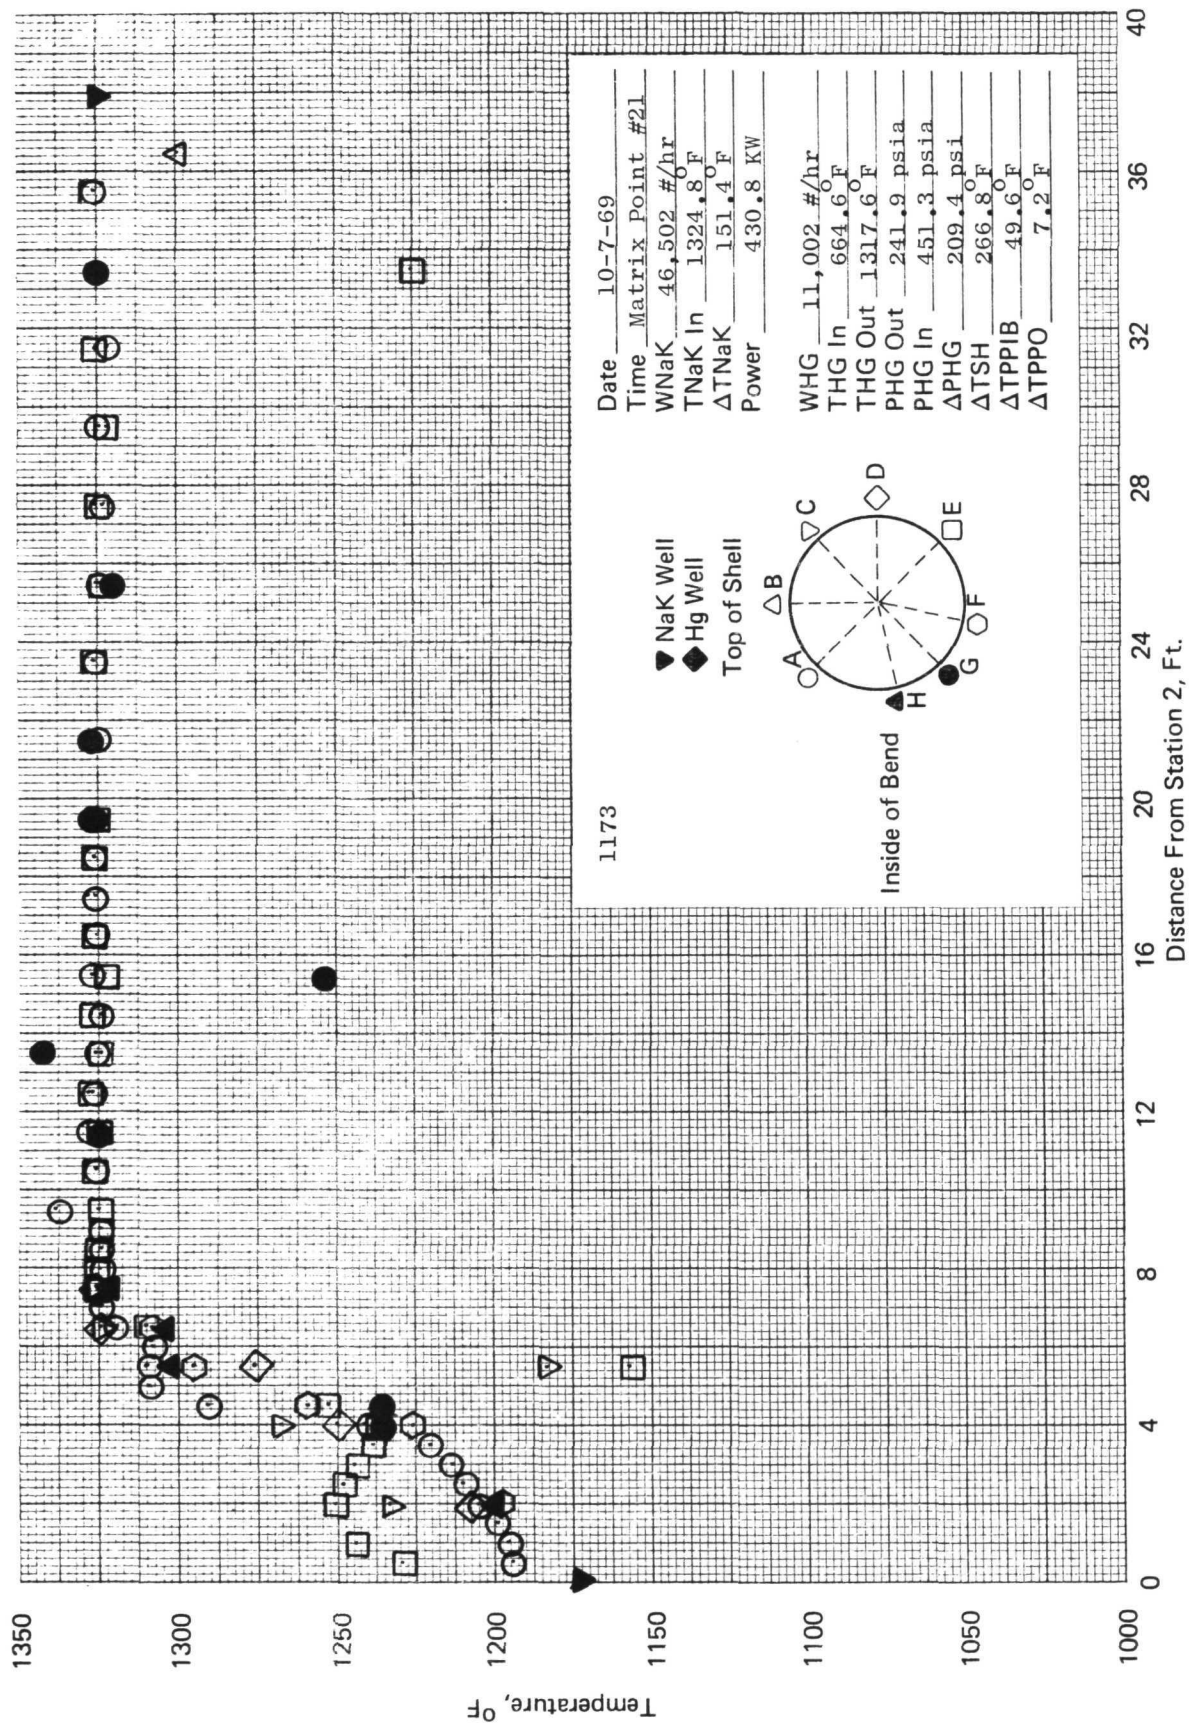 Temperature, °F
1350
1300
1250
1200
1150
1100
1050
1000
0
4
8
12
16
20
24
28
32
36
40
Distance From Station 2, Ft.
1173
NaK Well
Hg Well
Top of Shell
A
B
C
D
E
F
G
H
Inside of Bend
Date 10-7-69
Time Matrix Point #21
WNaK 46,502 #/hr
TNaK In 1324.8°F
ΔTNaK 151.4°F
Power 430.8 KW
WHG 11,002 #/hr
THG In 664.6°F
THG Out 1317.6°F
PHG Out 241.9 psia
PHG In 451.3 psia
ΔPHG 209.4 psi
ΔTSH 266.8°F
ΔTPPIB 49.6°F
ΔTPPO 7.2°F